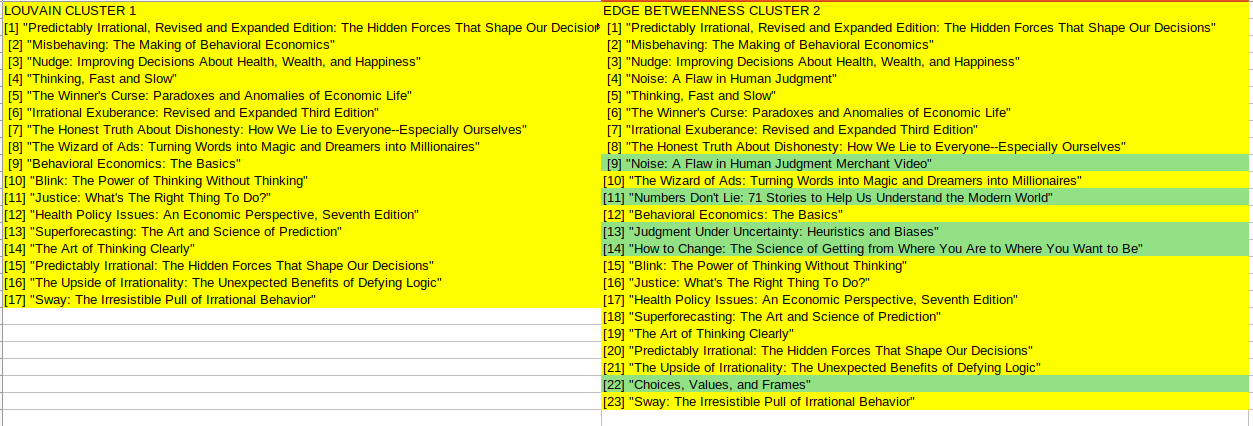 LOUVAIN CLUSTER 1
[1] "Predictably Irrational, Revised and Expanded Edition: The Hidden Forces That Shape Our Decision
[2] "Misbehaving: The Making of Behavioral Economics"
[3] "Nudge: Improving Decisions About Health, Wealth, and Happiness"
[4] "Thinking, Fast and Slow"
[5] "The Winner's Curse: Paradoxes and Anomalies of Economic Life"
[6] "Irrational Exuberance: Revised and Expanded Third Edition"
[7] "The Honest Truth About Dishonesty: How We Lie to Everyone--Especially Ourselves"
[8] "The Wizard of Ads: Turning Words into Magic and Dreamers into Millionaires"
[9] "Behavioral Economics: The Basics"
[10] "Blink: The Power of Thinking Without Thinking"
[11] "Justice: What's The Right Thing To Do?"
[12] "Health Policy Issues: An Economic Perspective, Seventh Edition"
[13] "Superforecasting: The Art and Science of Prediction"
[14] "The Art of Thinking Clearly"
[15] "Predictably Irrational: The Hidden Forces That Shape Our Decisions"
[16] "The Upside of Irrationality: The Unexpected Benefits of Defying Logic"
[17] "Sway: The Irresistible Pull of Irrational Behavior"
EDGE BETWEENNESS CLUSTER 2
[1] "Predictably Irrational, Revised and Expanded Edition: The Hidden Forces That Shape Our Decisions"
[2] "Misbehaving: The Making of Behavioral Economics"
[3] "Nudge: Improving Decisions About Health, Wealth, and Happiness"
[4] "Noise: A Flaw in Human Judgment"
[5] "Thinking, Fast and Slow"
[6] "The Winner's Curse: Paradoxes and Anomalies of Economic Life"
[7] "Irrational Exuberance: Revised and Expanded Third Edition"
[8] "The Honest Truth About Dishonesty: How We Lie to Everyone--Especially Ourselves"
[9] "Noise: A Flaw in Human Judgment Merchant Video"
[10] "The Wizard of Ads: Turning Words into Magic and Dreamers into Millionaires"
[11] "Numbers Don't Lie: 71 Stories to Help Us Understand the Modern World"
[12] "Behavioral Economics: The Basics"
[13] "Judgment Under Uncertainty: Heuristics and Biases"
[14] "How to Change: The Science of Getting from Where You Are to Where You Want to Be"
[15] "Blink: The Power of Thinking Without Thinking"
[16] "Justice: What's The Right Thing To Do?"
[17] "Health Policy Issues: An Economic Perspective, Seventh Edition"
[18] "Superforecasting: The Art and Science of Prediction"
[19] "The Art of Thinking Clearly"
[20] "Predictably Irrational: The Hidden Forces That Shape Our Decisions"
[21] "The Upside of Irrationality: The Unexpected Benefits of Defying Logic"
[22] "Choices, Values, and Frames"
[23] "Sway: The Irresistible Pull of Irrational Behavior"